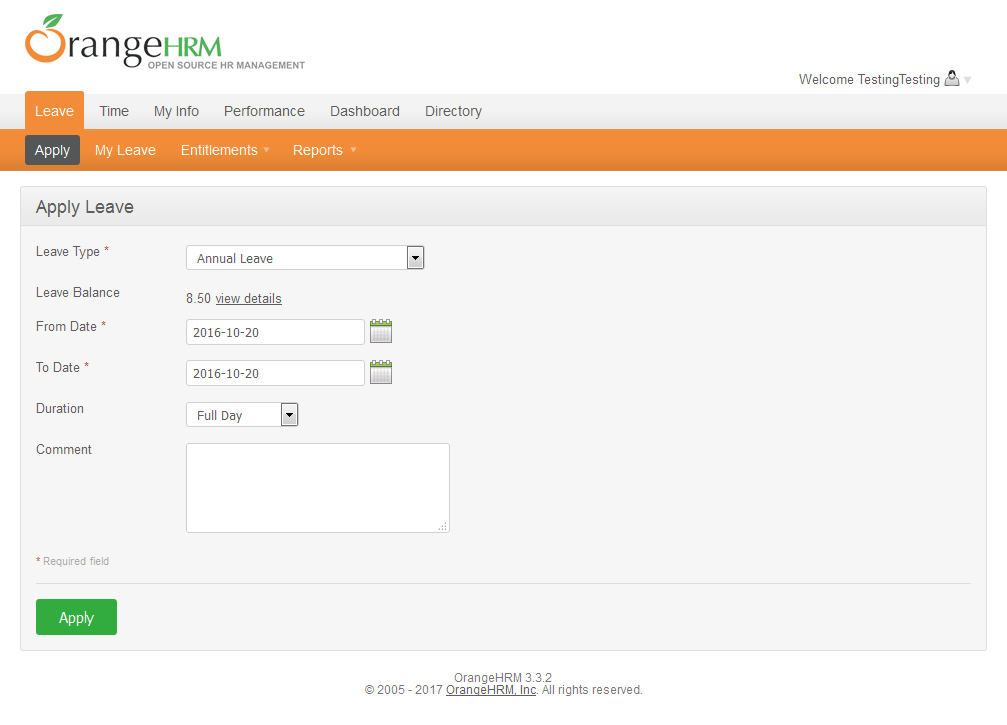 OrangeHRM
OPEN SOURCE HR MANAGEMENT
Welcome TestingTesting
Leave Time My Info Performance Dashboard Directory
Apply My Leave Entitlements Reports
Apply Leave
Leave Type * Annual Leave
Leave Balance 8.50 view details
From Date * 2016-10-20
To Date * 2016-10-20
Duration Full Day
Comment
* Required field
Apply
OrangeHRM 3.3.2
© 2005 - 2017 OrangeHRM, Inc. All rights reserved.